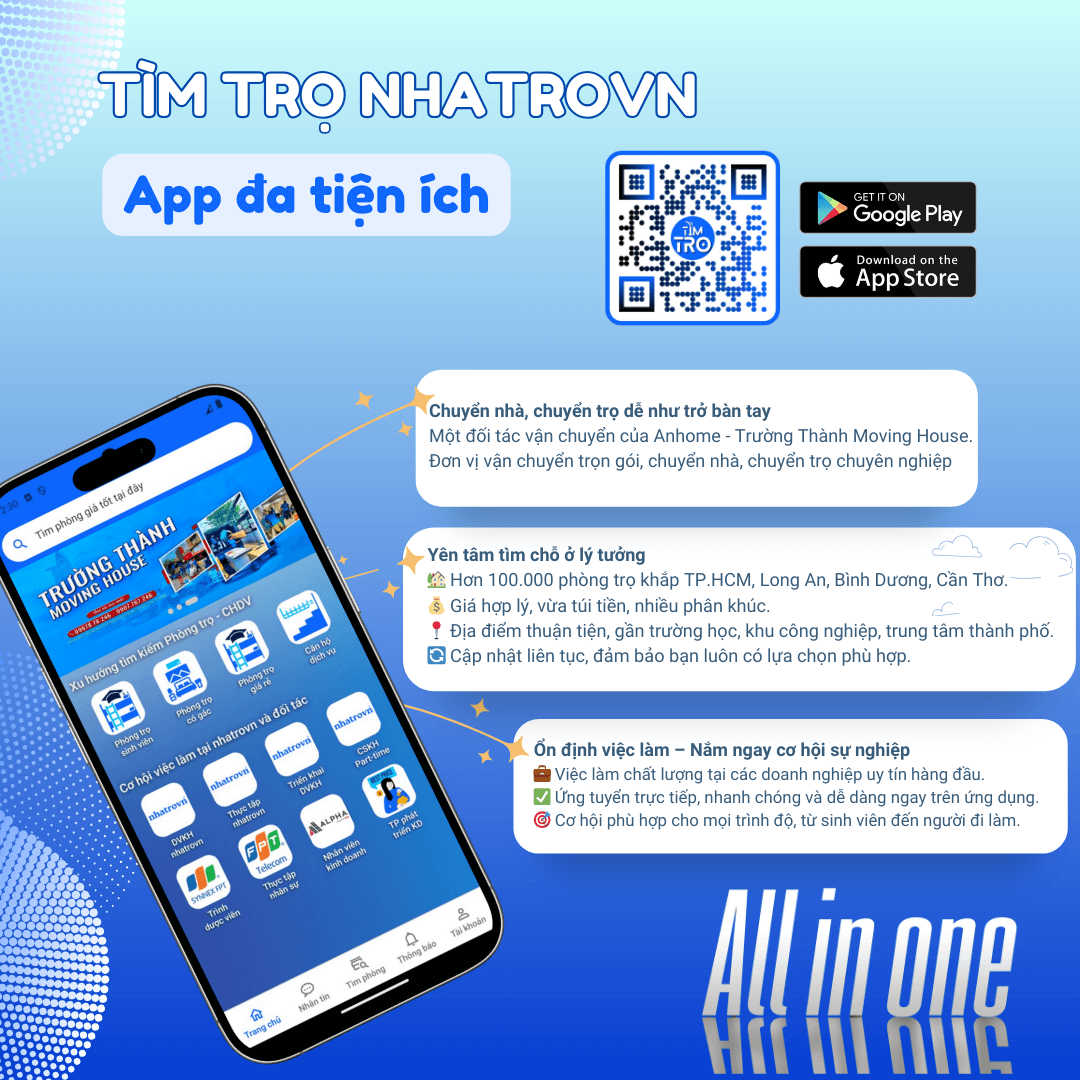 TÌM TRỌ NHATROVN
App đa tiện ích
TÌM
TRỌ
GET IT ON
Google Play
Download on the
App Store
Chuyển nhà, chuyển trọ dễ như trở bàn tay
Một đối tác vận chuyển của Anhome - Trường Thành Moving House.
Đơn vị vận chuyển trọn gói, chuyển nhà, chuyển trọ chuyên nghiệp
Yên tâm tìm chỗ ở lý tưởng
🏡 Hơn 100.000 phòng trọ khắp TP.HCM, Long An, Bình Dương, Cần Thơ.
💰 Giá hợp lý, vừa túi tiền, nhiều phân khúc.
📍 Địa điểm thuận tiện, gần trường học, khu công nghiệp, trung tâm thành phố.
🔄 Cập nhật liên tục, đảm bảo bạn luôn có lựa chọn phù hợp.
Ổn định việc làm – Nắm ngay cơ hội sự nghiệp
💼 Việc làm chất lượng tại các doanh nghiệp uy tín hàng đầu.
✅ Ứng tuyển trực tiếp, nhanh chóng và dễ dàng ngay trên ứng dụng.
🎯 Cơ hội phù hợp cho mọi trình độ, từ sinh viên đến người đi làm.
2:30
Tìm phòng giá tốt tại đây
TRƯỜNG THÀNH
MOVING HOUSE
Xu hướng tìm kiếm Phòng trọ - CHDV
Phòng trọ
sinh viên
Phòng trọ
có gác
Phòng trọ
giá rẻ
Căn hộ
dịch vụ
Cơ hội việc làm tại nhatrovn và đối tác
nhatrovn
DVKH
nhatrovn
nhatrovn
Thực tập
nhatrovn
nhatrovn
Triển khai
DVKH
nhatrovn
CSKH
Part-time
SYNNEX FPT
Trình
dược viên
FPT
Telecom
Thực tập
nhân sự
ALPHA
Nhân viên
kinh doanh
BEST PRICE
TP phát
triển KD
Trang chủ
Nhắn tin
Tìm phòng
Thông báo
Tài khoản
All in one